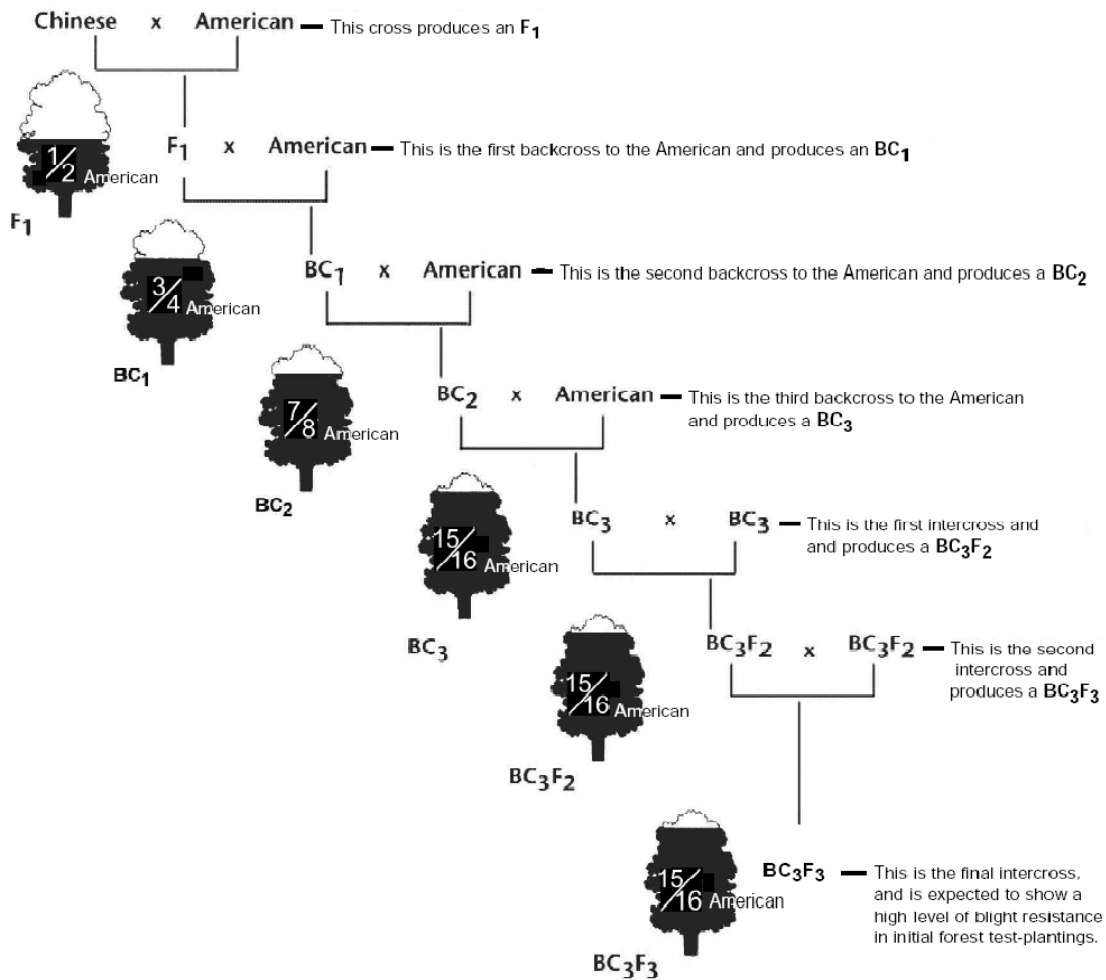 Chinese x American — This cross produces an F1
1/2 American
F1
F1 x American — This is the first backcross to the American and produces an BC1
3/4 American
BC1
BC1 x American — This is the second backcross to the American and produces a BC2
7/8 American
BC2
BC2 x American — This is the third backcross to the American
and produces a BC3
15/16 American
BC3
BC3 x BC3 — This is the first intercross and
and produces a BC3F2
15/16 American
BC3F2
BC3F2 x BC3F2 — This is the second
intercross and
produces a BC3F3
15/16 American
BC3F3
BC3F3 — This is the final intercross,
and is expected to show a
high level of blight resistance
in initial forest test-plantings.